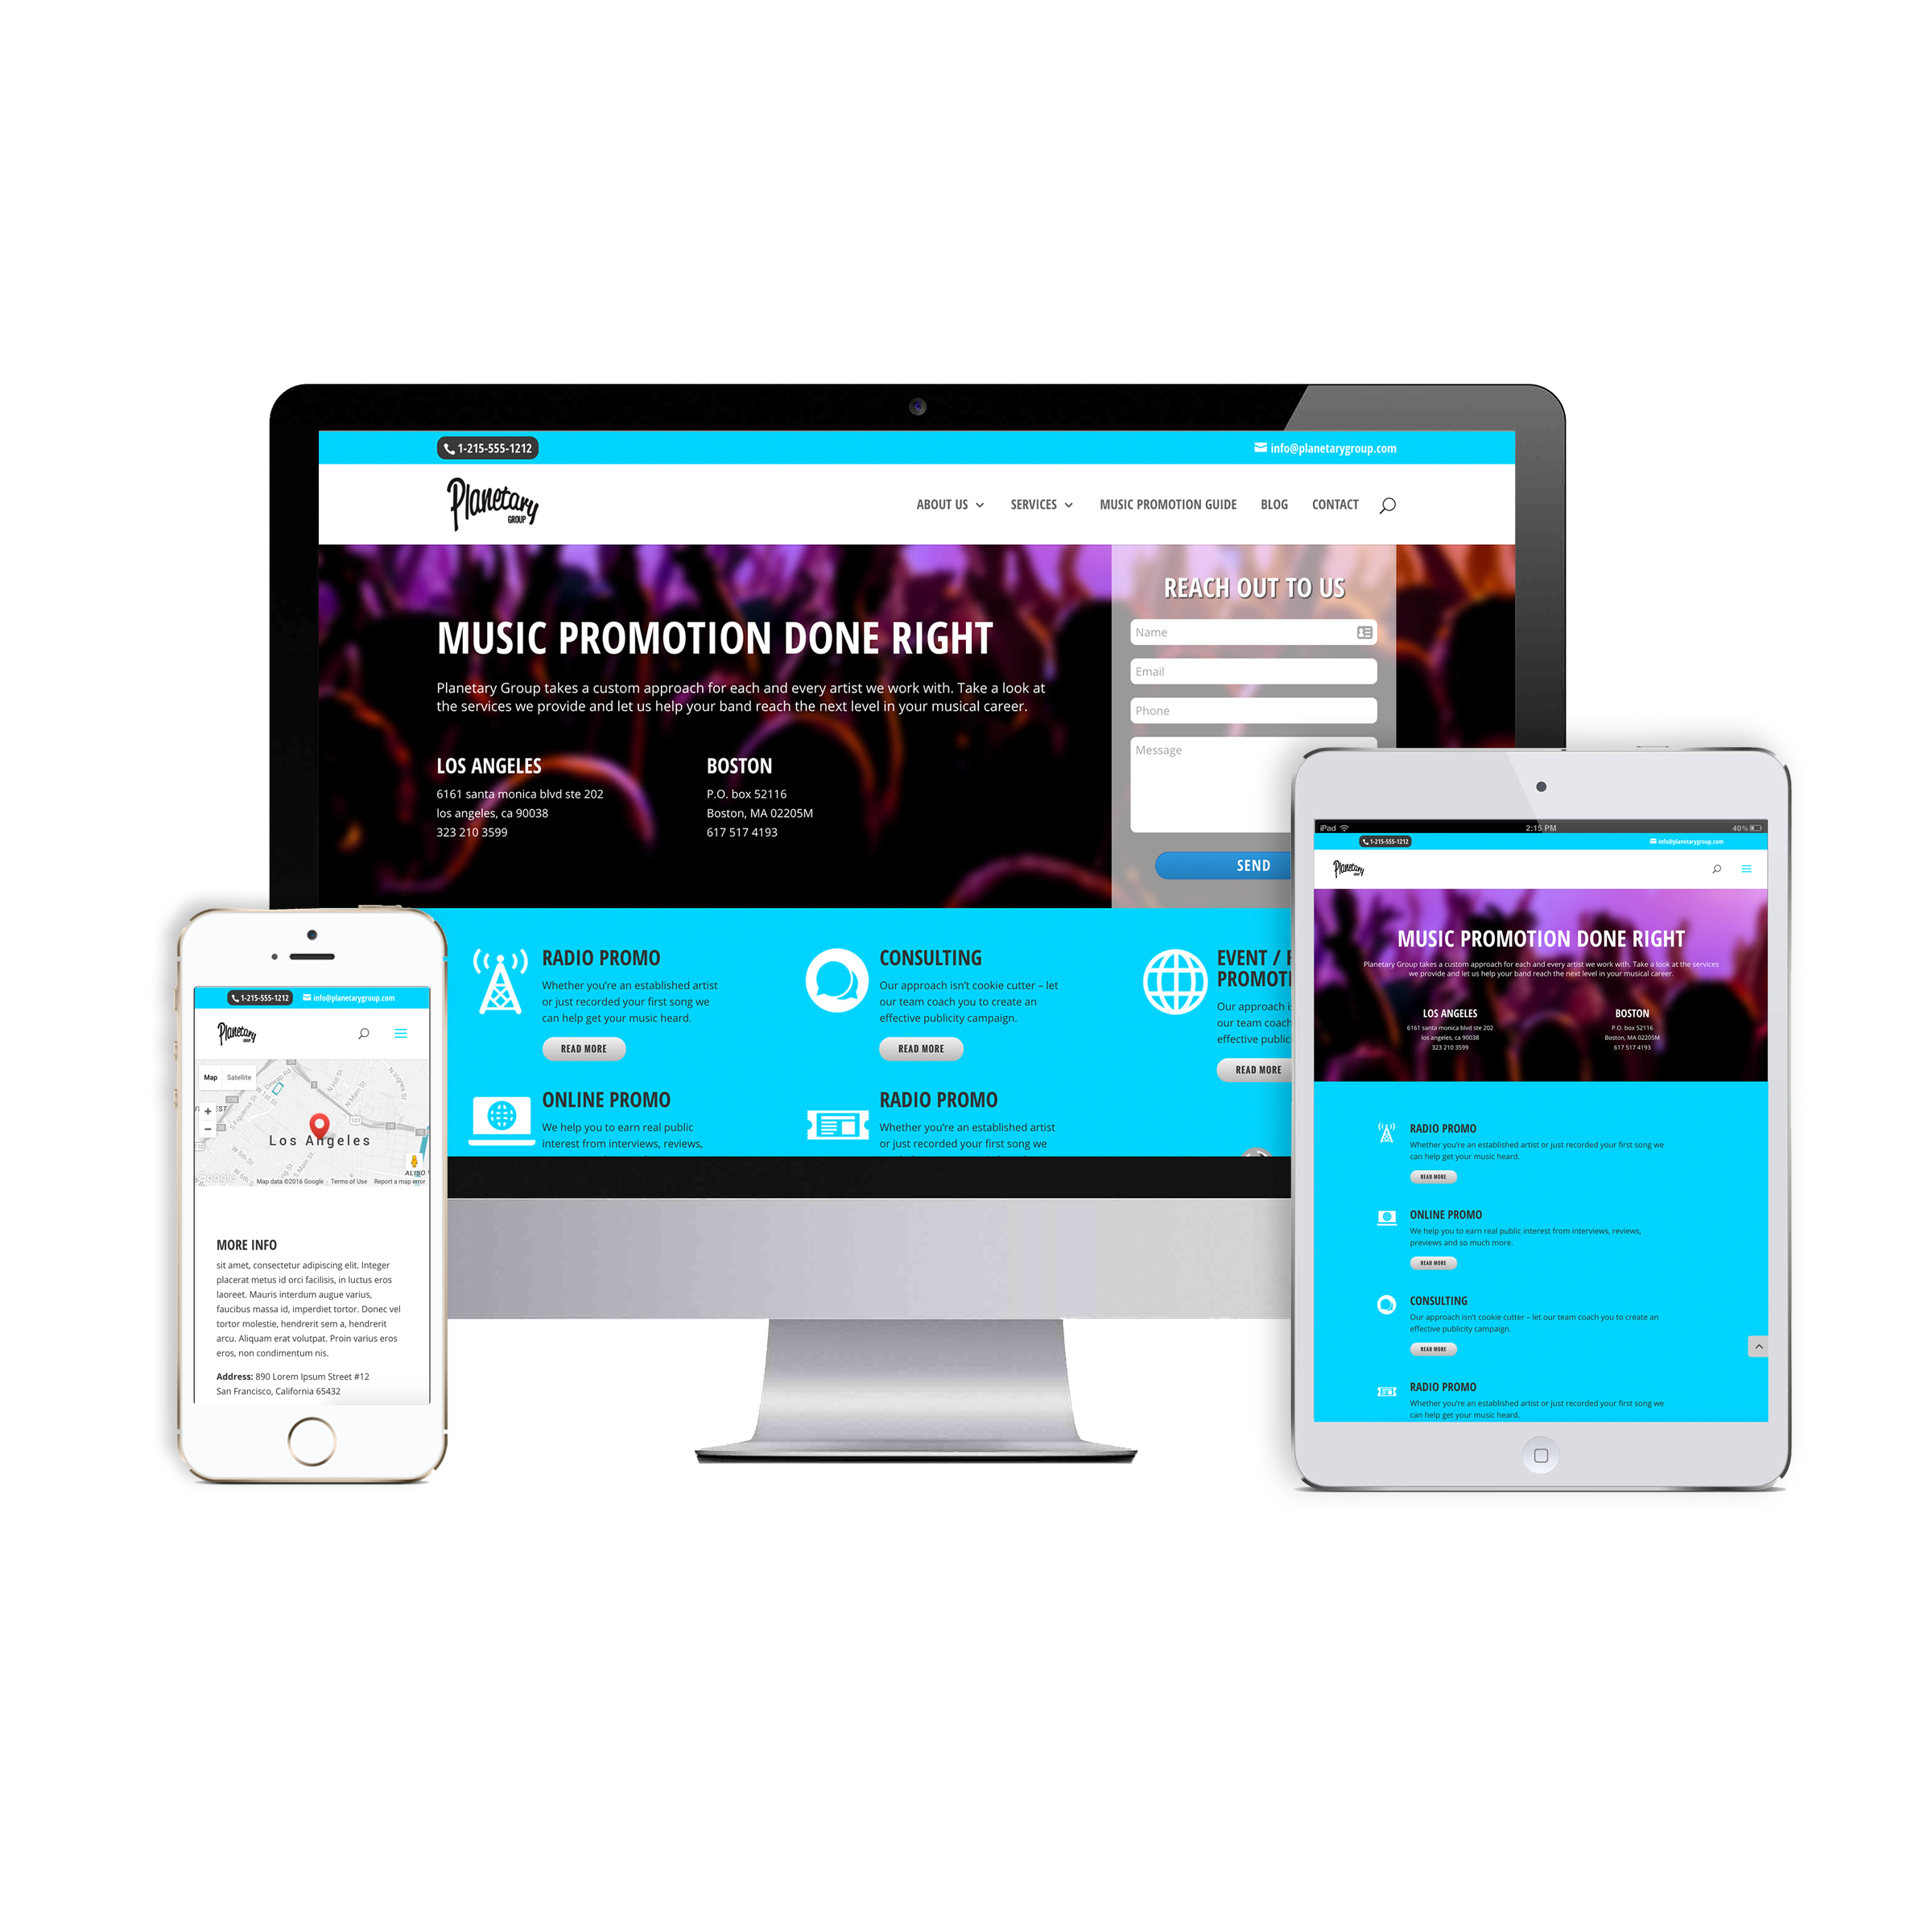 1-215-555-1212
info@planetarygroup.com
Planetary
GROUP
ABOUT US
SERVICES
MUSIC PROMOTION GUIDE
BLOG
CONTACT
MUSIC PROMOTION DONE RIGHT
Planetary Group takes a custom approach for each and every artist we work with. Take a look at
the services we provide and let us help your band reach the next level in your musical career.
LOS ANGELES
6161 santa monica blvd ste 202
los angeles, ca 90038
323 210 3599
BOSTON
P.O. box 52116
Boston, MA 02205M
617 517 4193
REACH OUT TO US
Name
Email
Phone
Message
SEND
RADIO PROMO
Whether you're an established artist
or just recorded your first song we
can help get your music heard.
READ MORE
CONSULTING
Our approach isn't cookie cutter – let
our team coach you to create an
effective publicity campaign.
READ MORE
EVENT /
PROMOTI
Our approach
our team coach
effective public
READ MORE
ONLINE PROMO
We help you to earn real public
interest from interviews, reviews,
RADIO PROMO
Whether you're an established artist
or just recorded your first song we
1-215-555-1212
info@planetarygroup.com
Planetary
GROUP
Map
Satellite
Los Angeles
Google
Map data ©2016 Google
Terms of Use
Report a map error
MORE INFO
sit amet, consectetur adipiscing elit. Integer
placerat metus id orci facilisis, in luctus eros
laoreet. Mauris interdum augue varius,
faucibus massa id, imperdiet tortor. Donec vel
tortor molestie, hendrerit sem a, hendrerit
arcu. Aliquam erat volutpat. Proin varius eros
eros, non condimentum nis.
Address: 890 Lorem Ipsum Street #12
San Francisco, California 65432
iPad
2:15 PM
40%
1-215-555-1212
info@planetarygroup.com
Planetary
GROUP
MUSIC PROMOTION DONE RIGHT
Planetary Group takes a custom approach for each and every artist we work with. Take a look at the services
we provide and let us help your band reach the next level in your musical career.
LOS ANGELES
6161 santa monica blvd ste 202
los angeles, ca 90038
323 210 3599
BOSTON
P.O. box 52116
Boston, MA 02205M
617 517 4193
RADIO PROMO
Whether you're an established artist or just recorded your first song we
can help get your music heard.
READ MORE
ONLINE PROMO
We help you to earn real public interest from interviews, reviews,
previews and so much more.
READ MORE
CONSULTING
Our approach isn't cookie cutter – let our team coach you to create an
effective publicity campaign.
READ MORE
RADIO PROMO
Whether you're an established artist or just recorded your first song we
can help get your music heard.